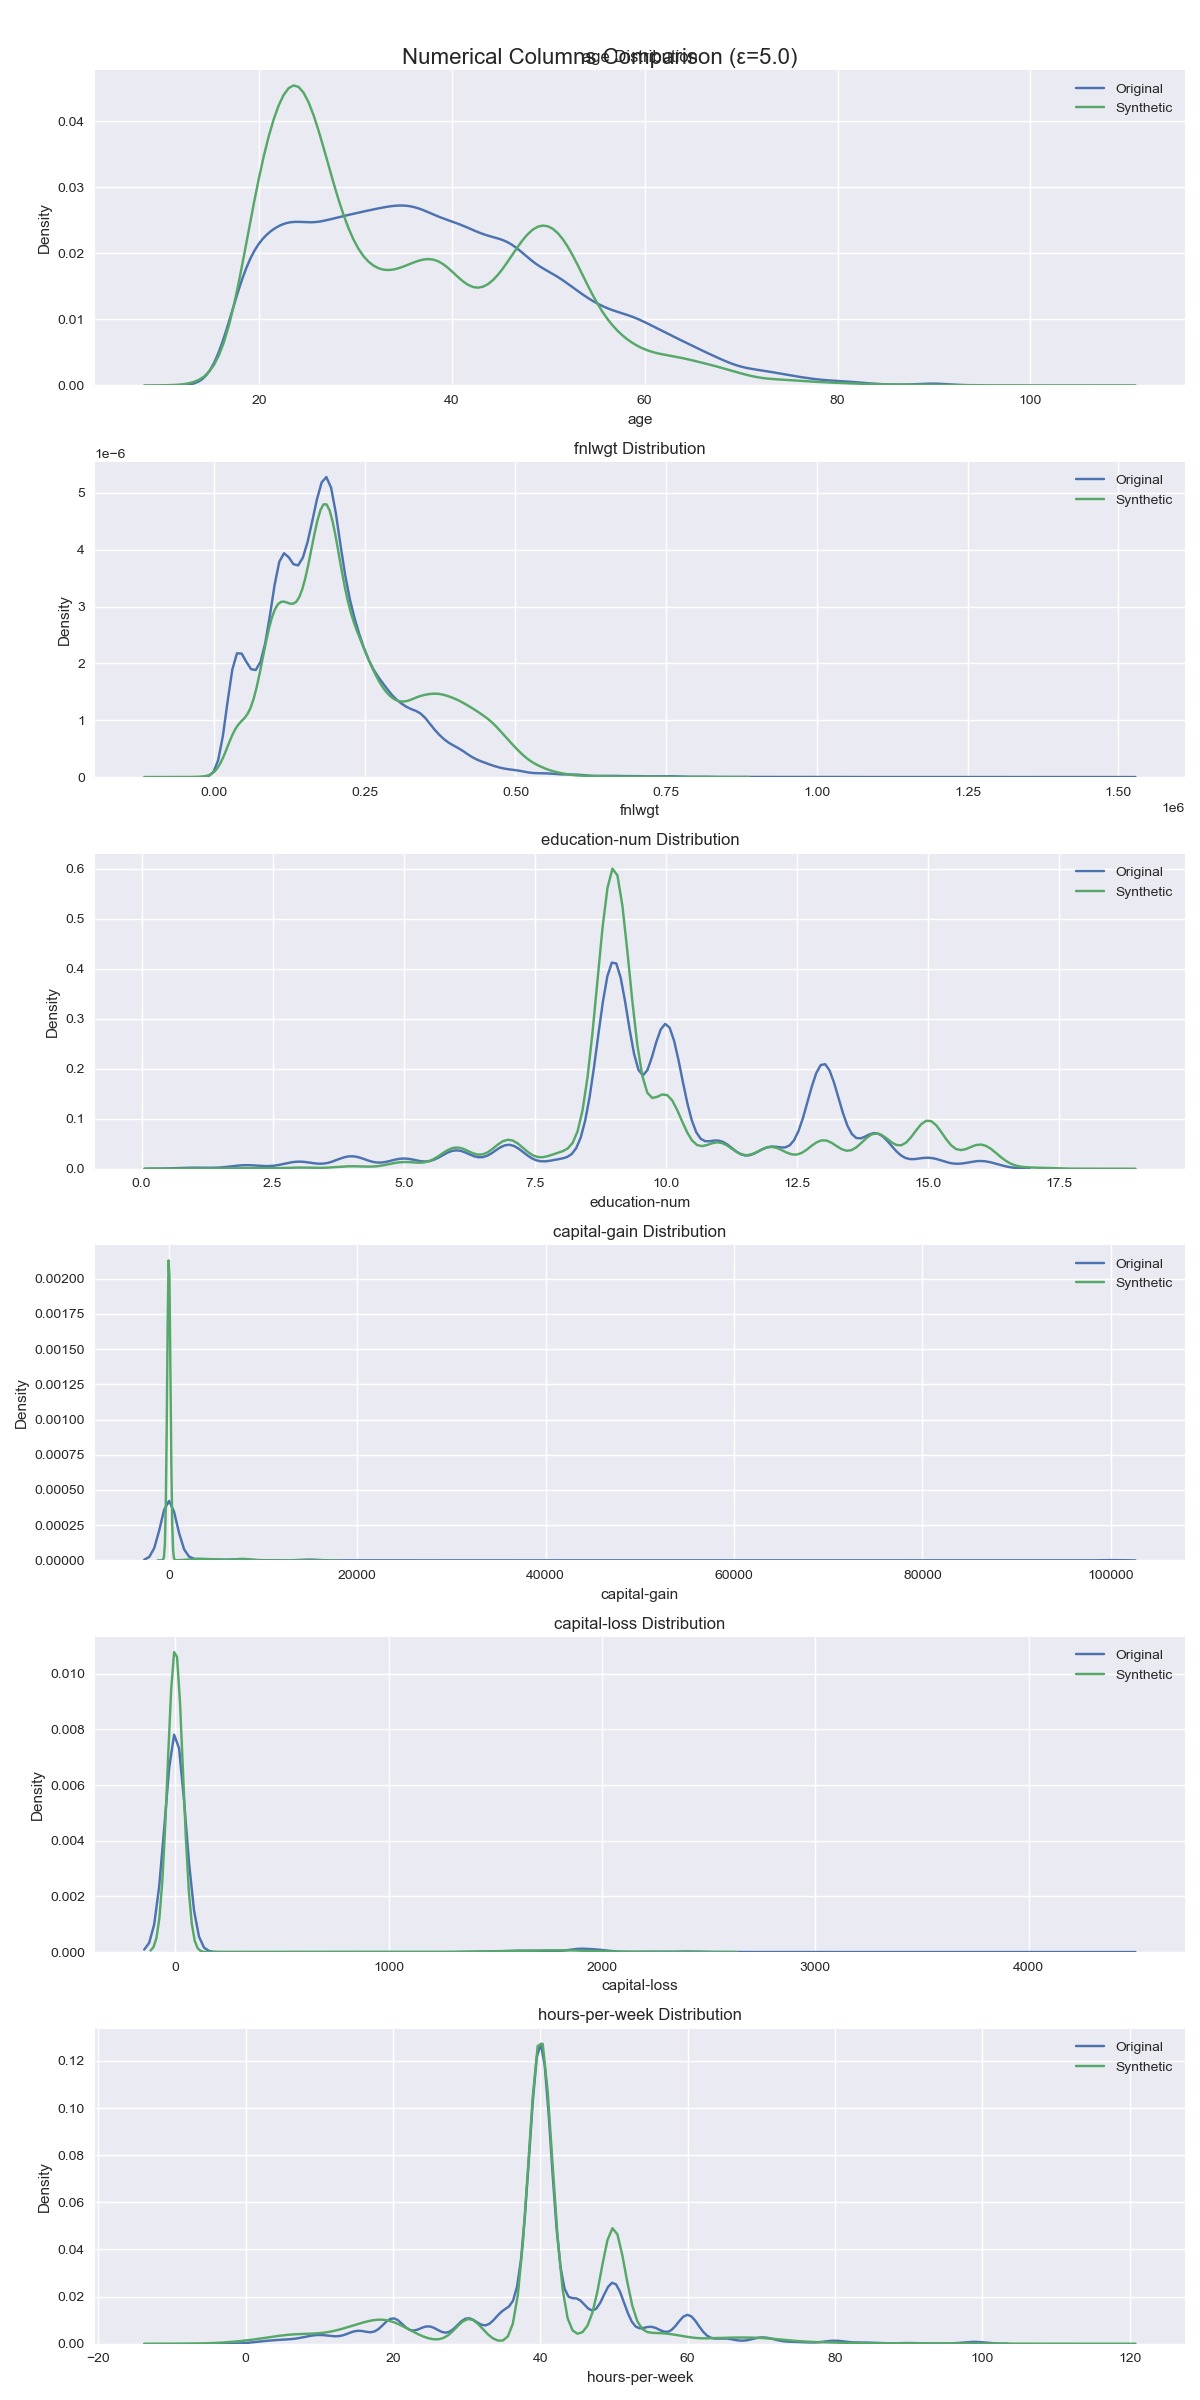 Numerical Columns Comparison (ε=5.0)
age Distribution
Original
Synthetic
0.04
0.03
0.02
0.01
0.00
Density
20 40 60 80 100
age
fnlwgt Distribution
1e−6
Original
Synthetic
5
4
3
2
1
0
Density
0.00 0.25 0.50 0.75 1.00 1.25 1.50
1e6
fnlwgt
education-num Distribution
Original
Synthetic
0.6
0.5
0.4
0.3
0.2
0.1
0.0
Density
0.0 2.5 5.0 7.5 10.0 12.5 15.0 17.5
education-num
capital-gain Distribution
Original
Synthetic
0.00200
0.00175
0.00150
0.00125
0.00100
0.00075
0.00050
0.00025
0.00000
Density
0 20000 40000 60000 80000 100000
capital-gain
capital-loss Distribution
Original
Synthetic
0.010
0.008
0.006
0.004
0.002
0.000
Density
0 1000 2000 3000 4000
capital-loss
hours-per-week Distribution
Original
Synthetic
0.12
0.10
0.08
0.06
0.04
0.02
0.00
Density
−20 0 20 40 60 80 100 120
hours-per-week